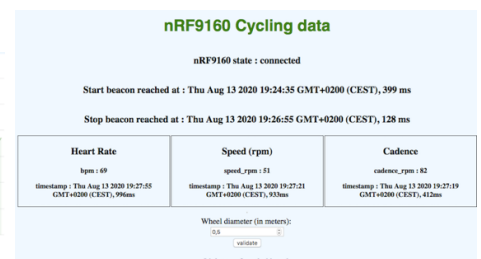 nRF9160 Cycling data
nRF9160 state : connected
Start beacon reached at : Thu Aug 13 2020 19:24:35 GMT+0200 (CEST), 399 ms
Stop beacon reached at : Thu Aug 13 2020 19:26:55 GMT+0200 (CEST), 128 ms
Heart Rate
bpm : 69
timestamp : Thu Aug 13 2020 19:27:55
GMT+0200 (CEST), 996ms
Speed (rpm)
speed_rpm : 51
timestamp : Thu Aug 13 2020 19:27:21
GMT+0200 (CEST), 933ms
Cadence
cadence_rpm : 82
timestamp : Thu Aug 13 2020 19:27:19
GMT+0200 (CEST), 412ms
Wheel diameter (in meters):
0,5
validate